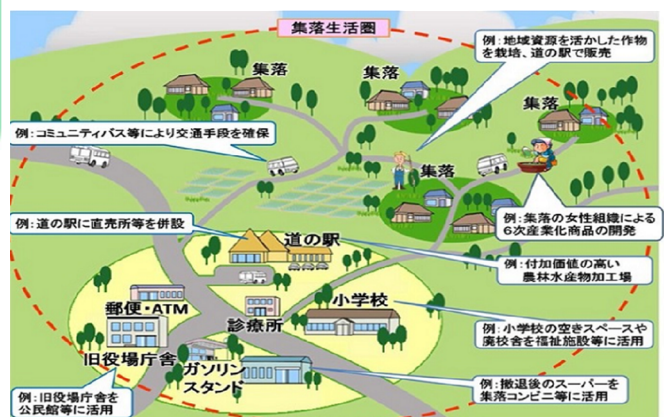 集落生活圏
例：地域資源を活かした作物
を栽培、道の駅で販売
集落
集落
集落
例：コミュニティバス等により交通手段を確保
集落
例：集落の女性組織による
6次産業化商品の開発
例：道の駅に直売所等を併設
道の駅
例：付加価値の高い
農林水産物加工場
郵便・ATM
診療所
小学校
例：小学校の空きスペースや
廃校舎を福祉施設等に活用
旧役場庁舎
ガソリン
スタンド
例：旧役場庁舎を
公民館等に活用
例：撤退後のスーパーを
集落コンビニ等に活用